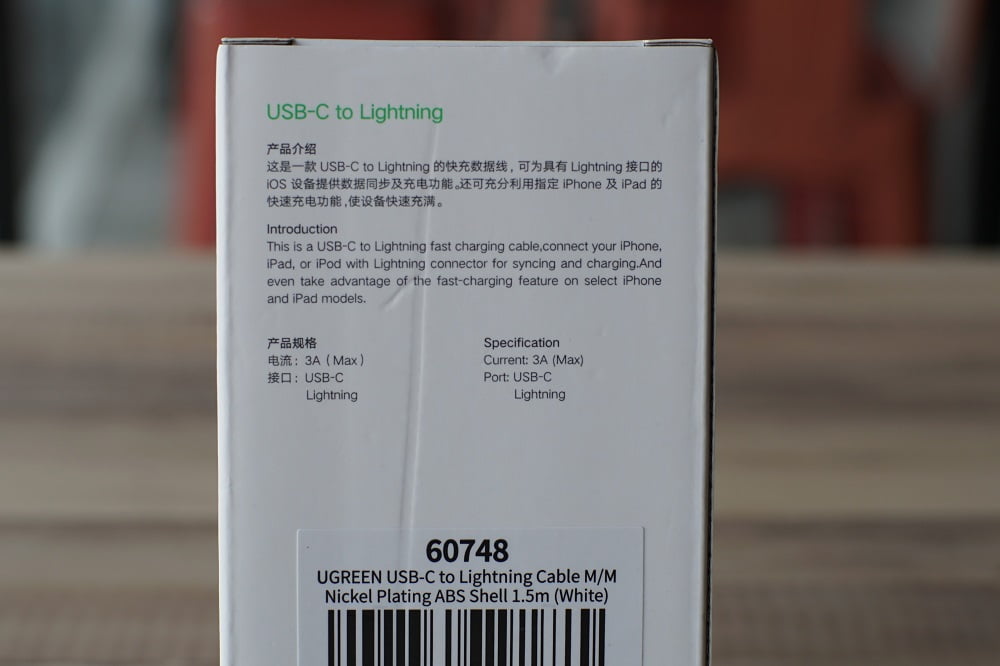 USB-C to Lightning
产品介绍
这是一款 USB-C to Lightning 的快充数据线，可为具有 Lightning 接口的
iOS 设备提供数据同步及充电功能。还可充分利用指定 iPhone 及 iPad 的
快速充电功能,使设备快速充满。
Introduction
This is a USB-C to Lightning fast charging cable,connect your iPhone,
iPad, or iPod with Lightning connector for syncing and charging.And
even take advantage of the fast-charging feature on select iPhone
and iPad models.
产品规格
电流：3A（Max）
接口：USB-C
Lightning
Specification
Current: 3A (Max)
Port: USB-C
Lightning
60748
UGREEN USB-C to Lightning Cable M/M
Nickel Plating ABS Shell 1.5m (White)